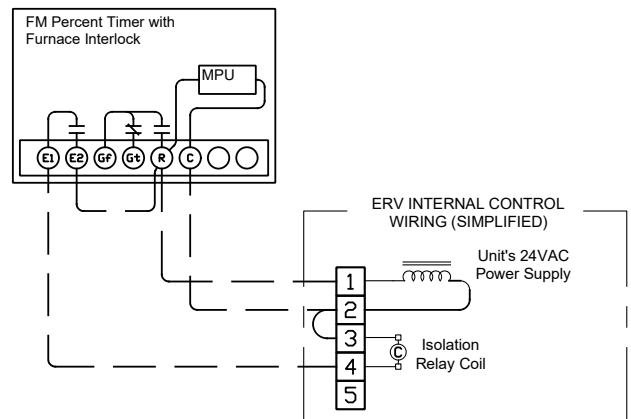 FM Percent Timer with
Furnace Interlock
MPU
E1 E2 Gf Gt R C
ERV INTERNAL CONTROL
WIRING (SIMPLIFIED)
Unit's 24VAC
Power Supply
1
2
3
4
5
C
Isolation
Relay Coil